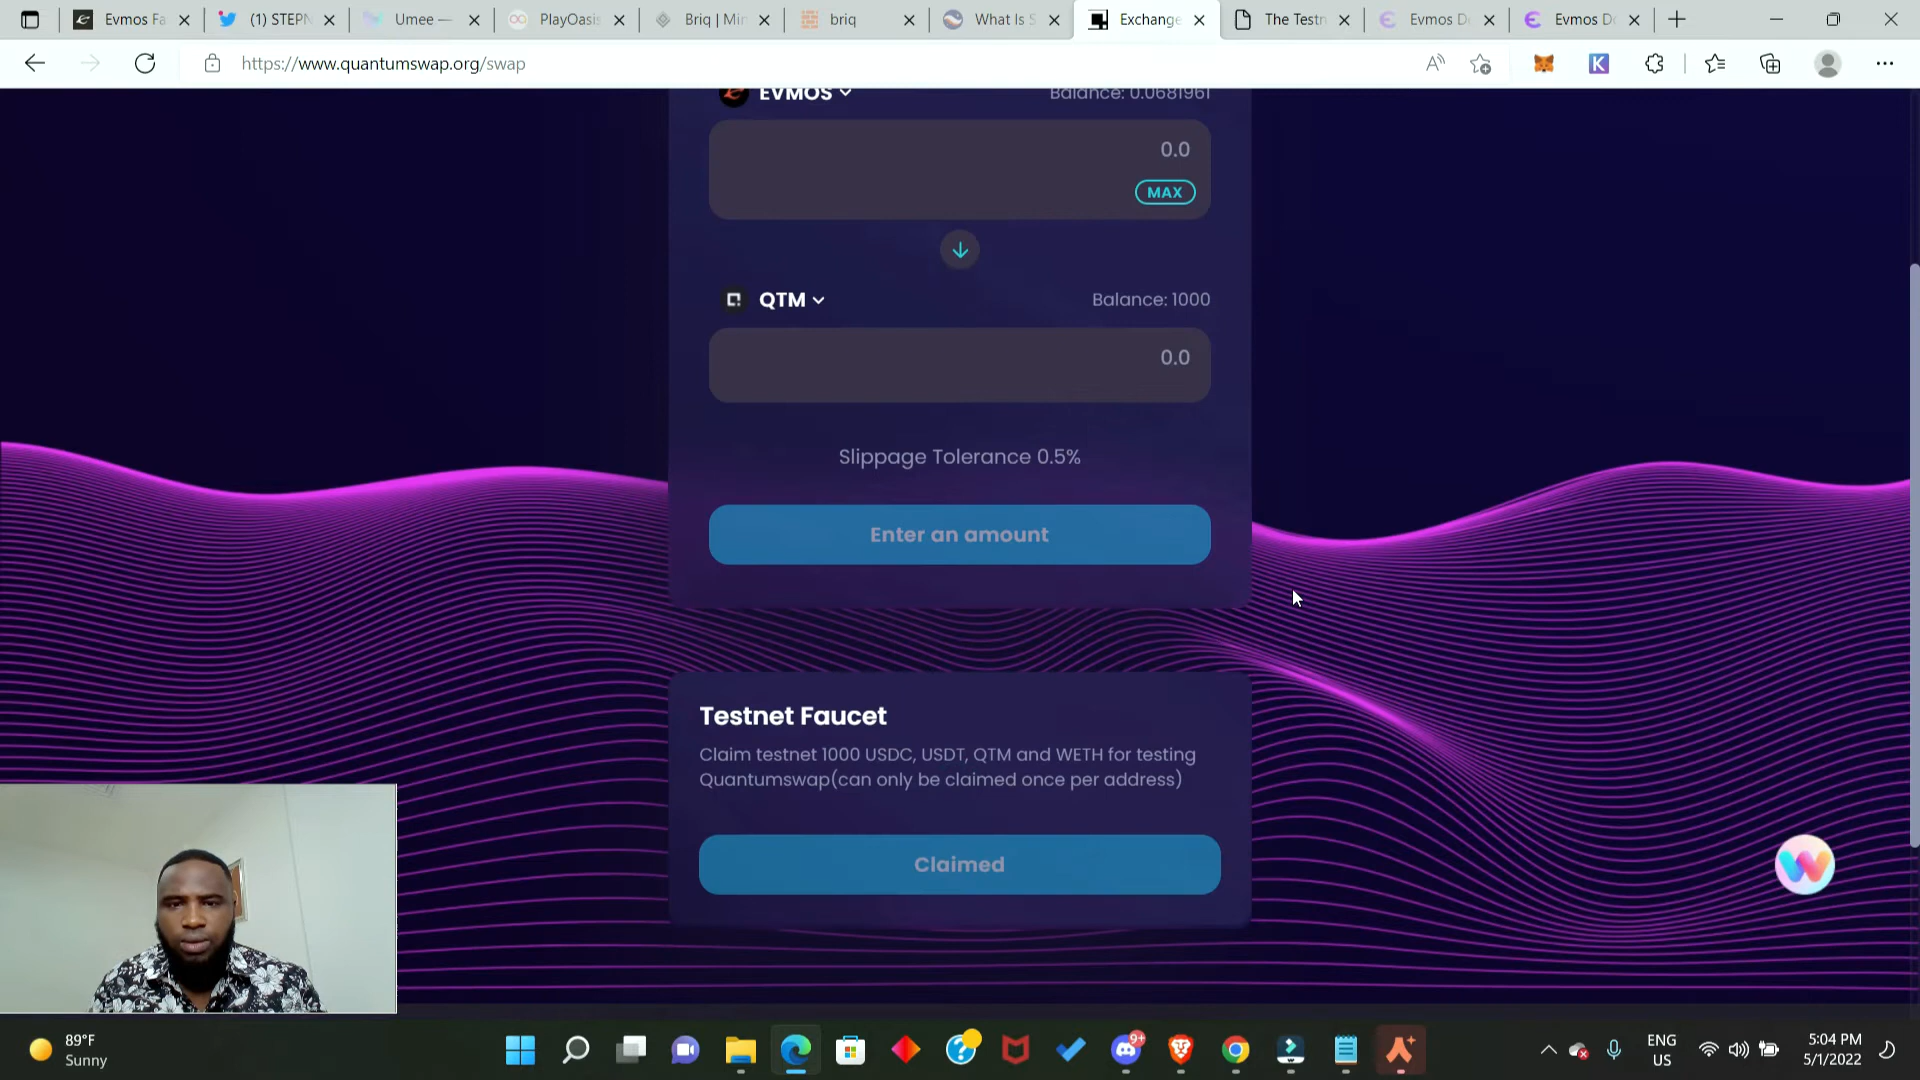 Evmos Fa
(1) STEPN
Umee —
PlayOasis
Briq | Min
briq
What Is S
Exchange
The Testn
Evmos D
Evmos D
https://www.quantumswap.org/swap
EVMOS
Balance: 0.0681961
0.0
MAX
QTM
Balance: 1000
0.0
Slippage Tolerance 0.5%
Enter an amount
Testnet Faucet
Claim testnet 1000 USDC, USDT, QTM and WETH for testing
Quantumswap(can only be claimed once per address)
Claimed
89°F
Sunny
9+
ENG
US
5:04 PM
5/1/2022